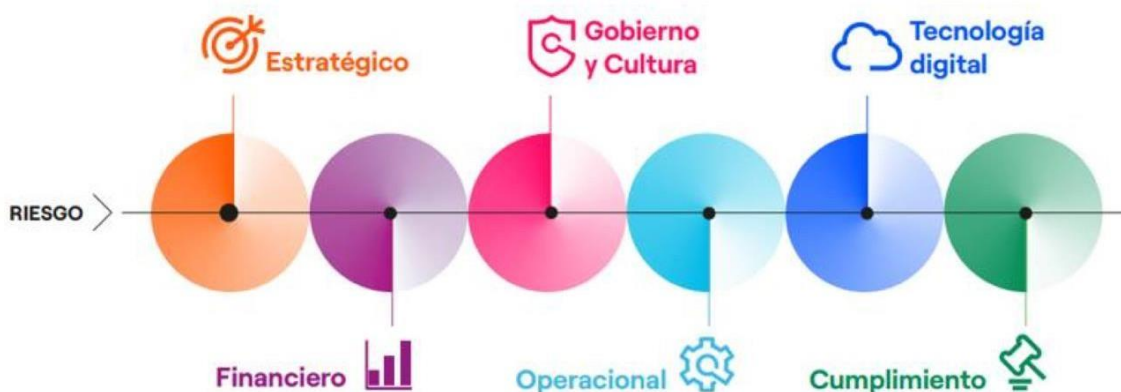 Estratégico
Gobierno
y Cultura
Tecnología
digital
RIESGO
Financiero
Operacional
Cumplimiento